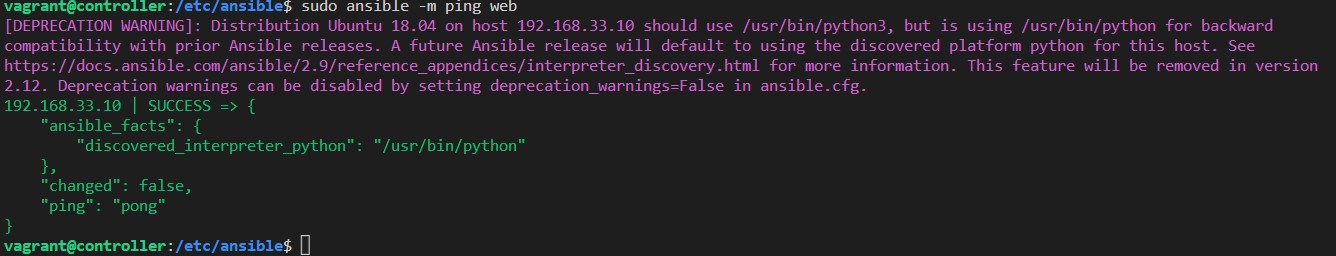 vagrant@controller:/etc/ansible$ sudo ansible -m ping web
[DEPRECATION WARNING]: Distribution Ubuntu 18.04 on host 192.168.33.10 should use /usr/bin/python3, but is using /usr/bin/python for backward
compatibility with prior Ansible releases. A future Ansible release will default to using the discovered platform python for this host. See
https://docs.ansible.com/ansible/2.9/reference_appendices/interpreter_discovery.html for more information. This feature will be removed in version
2.12. Deprecation warnings can be disabled by setting deprecation_warnings=False in ansible.cfg.
192.168.33.10 | SUCCESS => {
    "ansible_facts": {
        "discovered_interpreter_python": "/usr/bin/python"
    },
    "changed": false,
    "ping": "pong"
}
vagrant@controller:/etc/ansible$